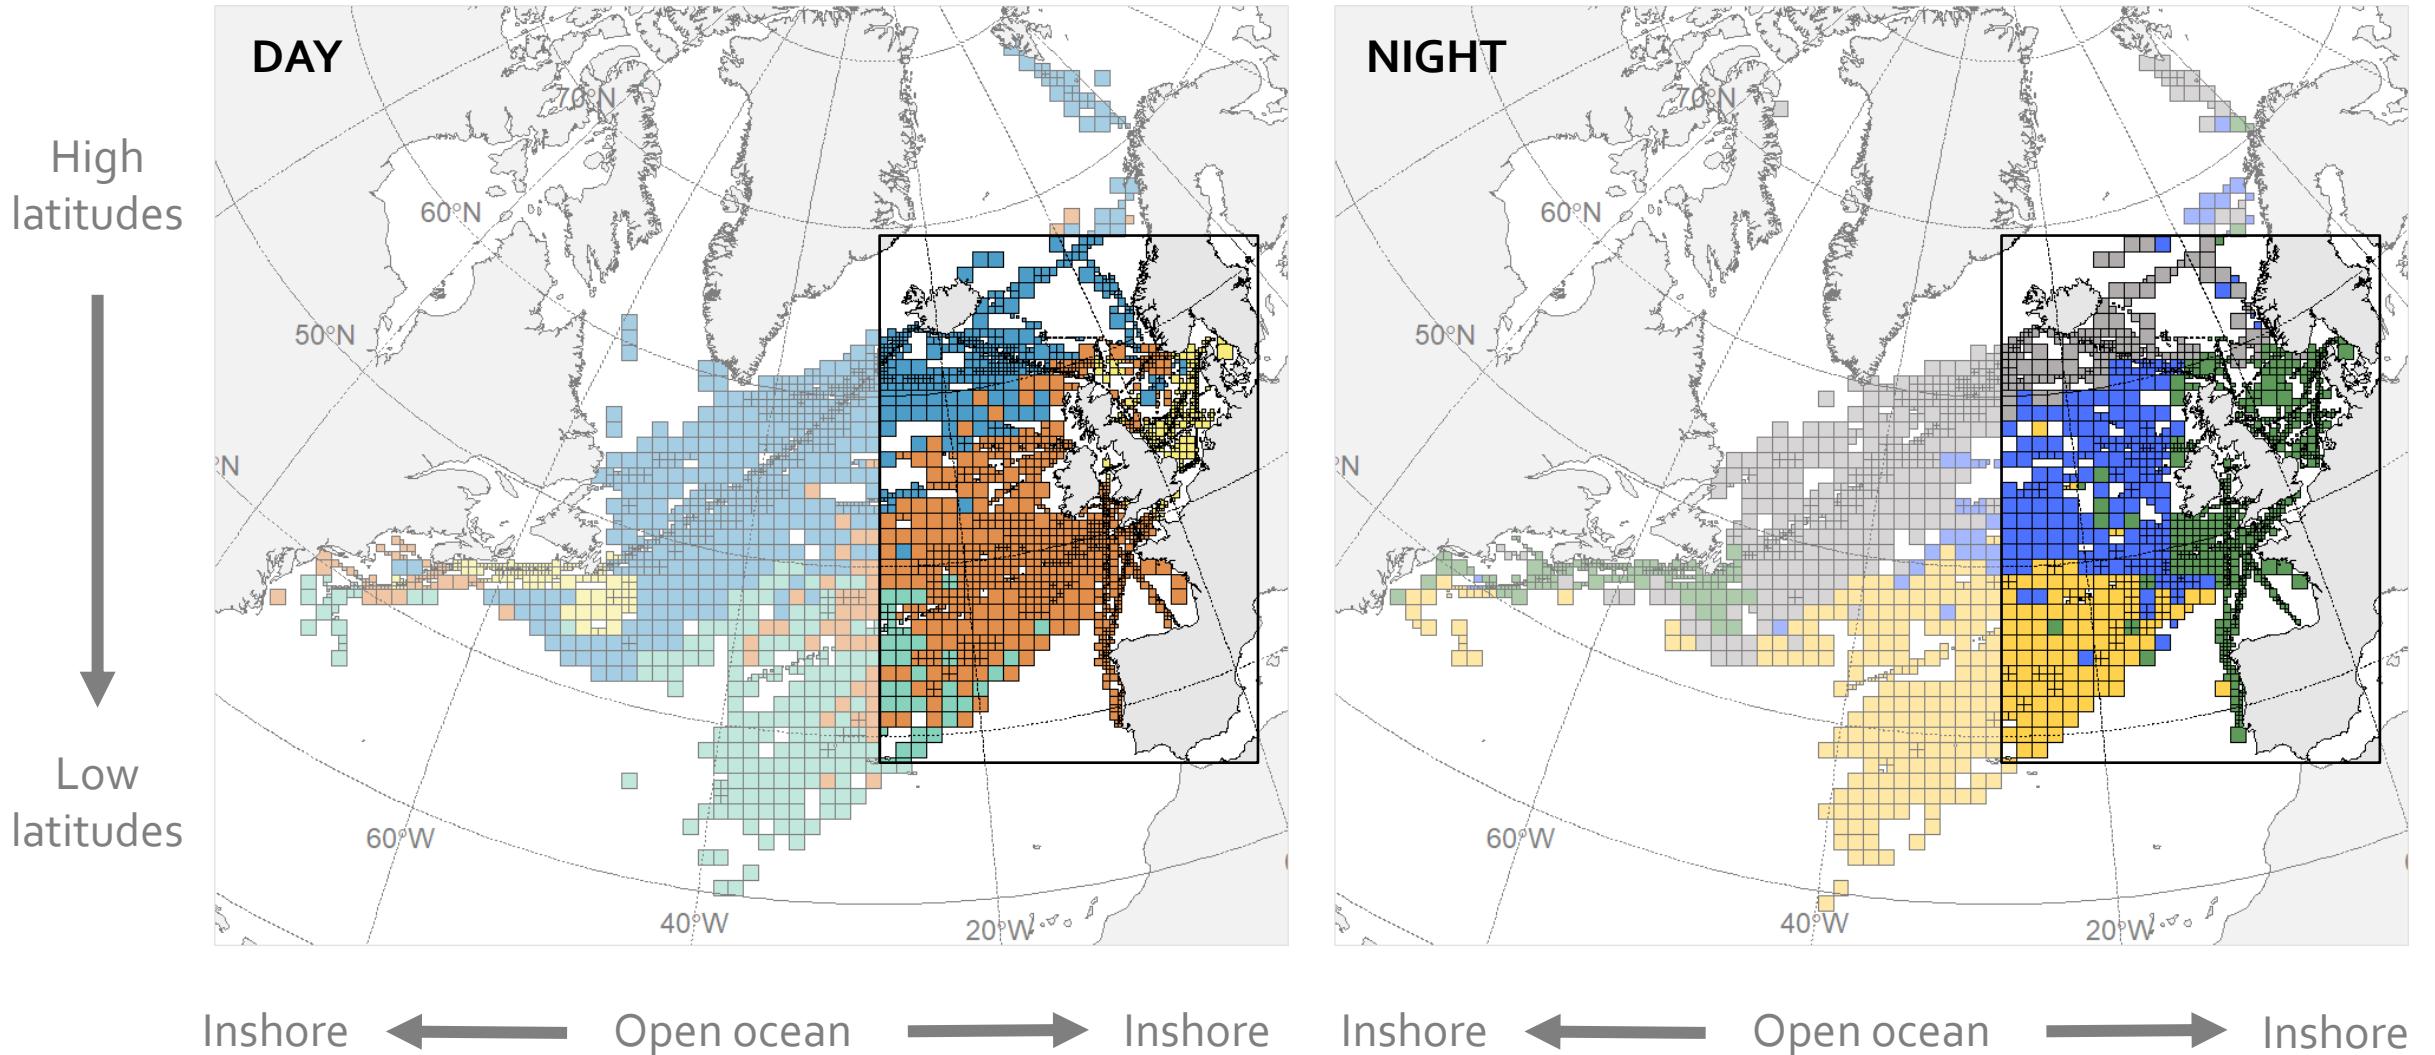 DAY
70°N
60°N
50°N
°N
60°W
40°W
20°W
NIGHT
70°N
60°N
50°N
°N
60°W
40°W
20°W
High
latitudes
Low
latitudes
Inshore
Open ocean
Inshore
Inshore
Open ocean
Inshore